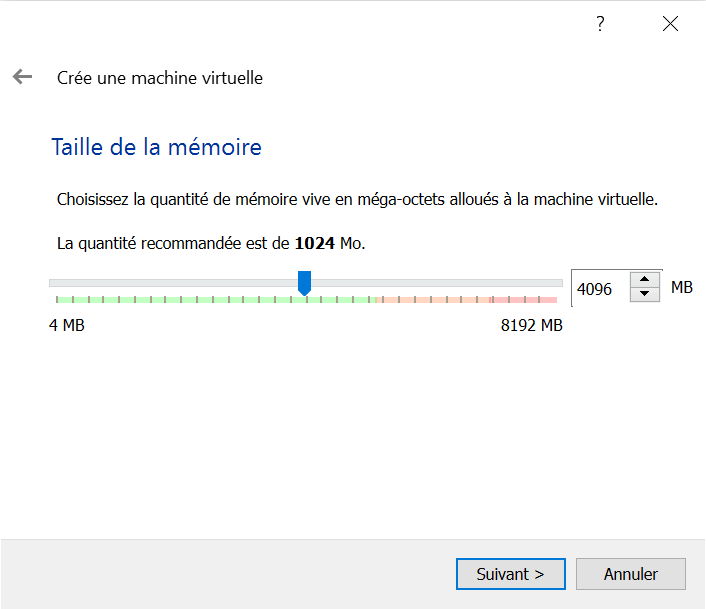 ?
Crée une machine virtuelle
Taille de la mémoire
Choisissez la quantité de mémoire vive en méga-octets alloués à la machine virtuelle.
La quantité recommandée est de 1024 Mo.
4096 MB
4 MB 8192 MB
Suivant > Annuler